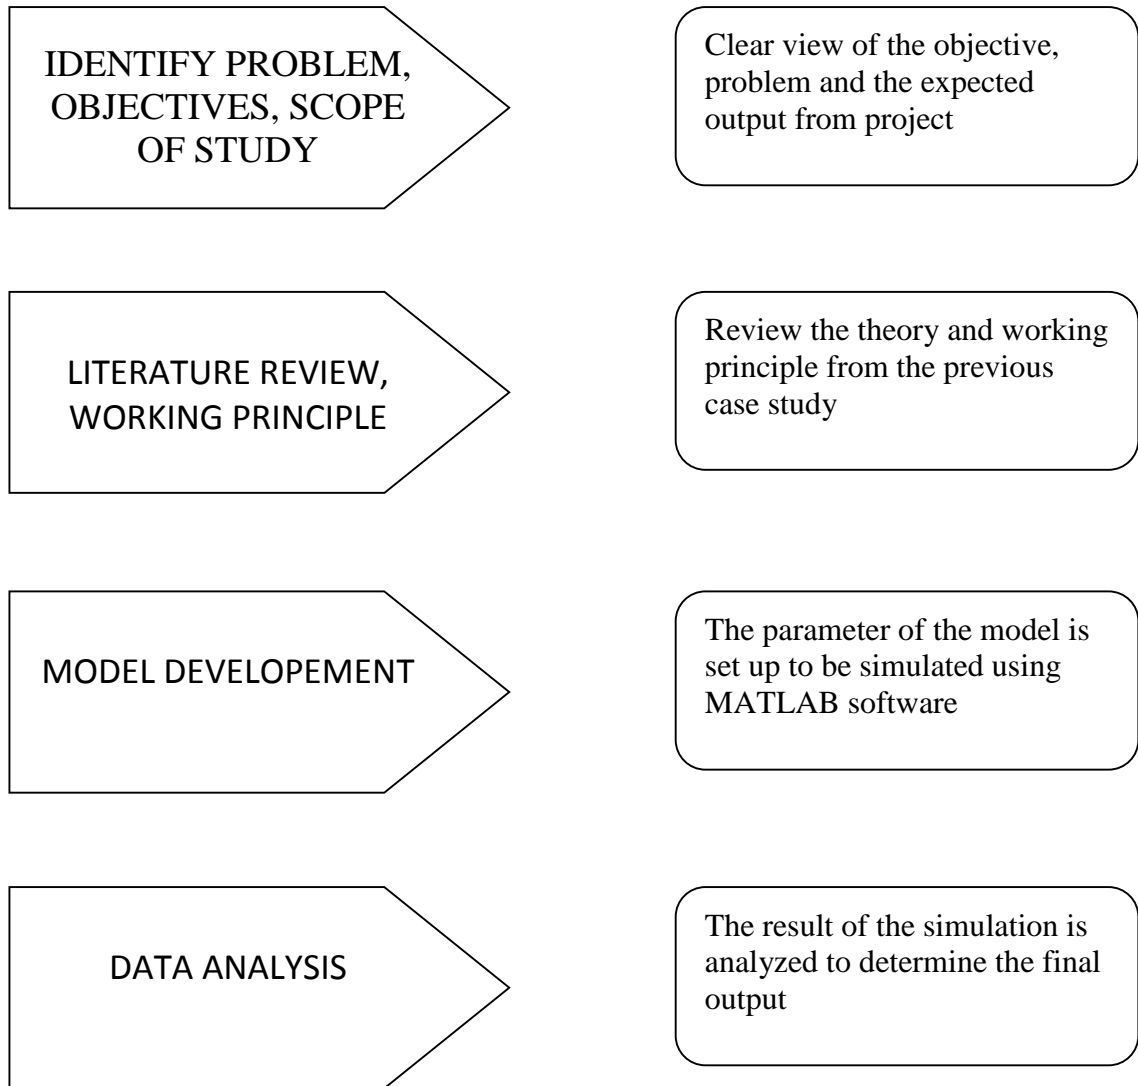 IDENTIFY PROBLEM,
OBJECTIVES, SCOPE
OF STUDY
Clear view of the objective,
problem and the expected
output from project
LITERATURE REVIEW,
WORKING PRINCIPLE
Review the theory and working
principle from the previous
case study
MODEL DEVELOPEMENT
The parameter of the model is
set up to be simulated using
MATLAB software
DATA ANALYSIS
The result of the simulation is
analyzed to determine the final
output